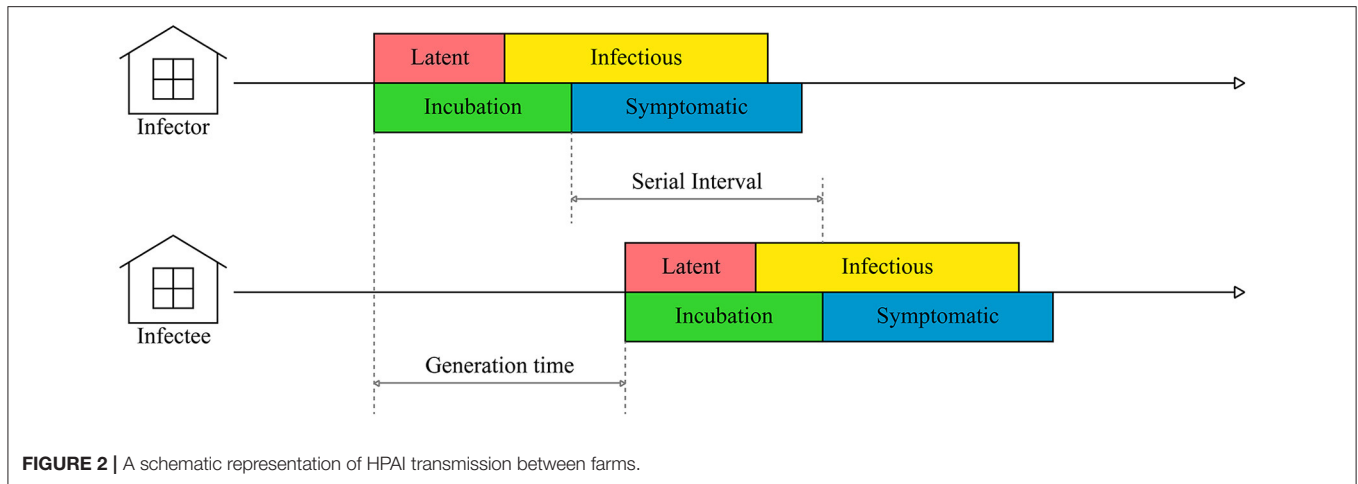 Latent
Infectious
Incubation
Symptomatic
Infector
Serial Interval
Latent
Infectious
Incubation
Symptomatic
Infectee
Generation time
FIGURE 2 | A schematic representation of HPAI transmission between farms.